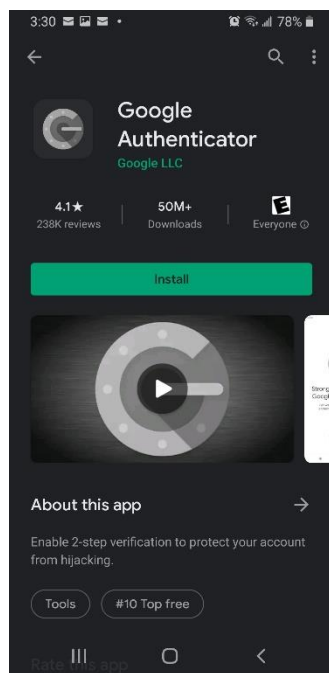 3:30
78%
Google
Authenticator
Google LLC
4.1★
238K reviews
50M+
Downloads
E
Everyone
Install
About this app
Enable 2-step verification to protect your account
from hijacking.
Tools
#10 Top free
Rate this app